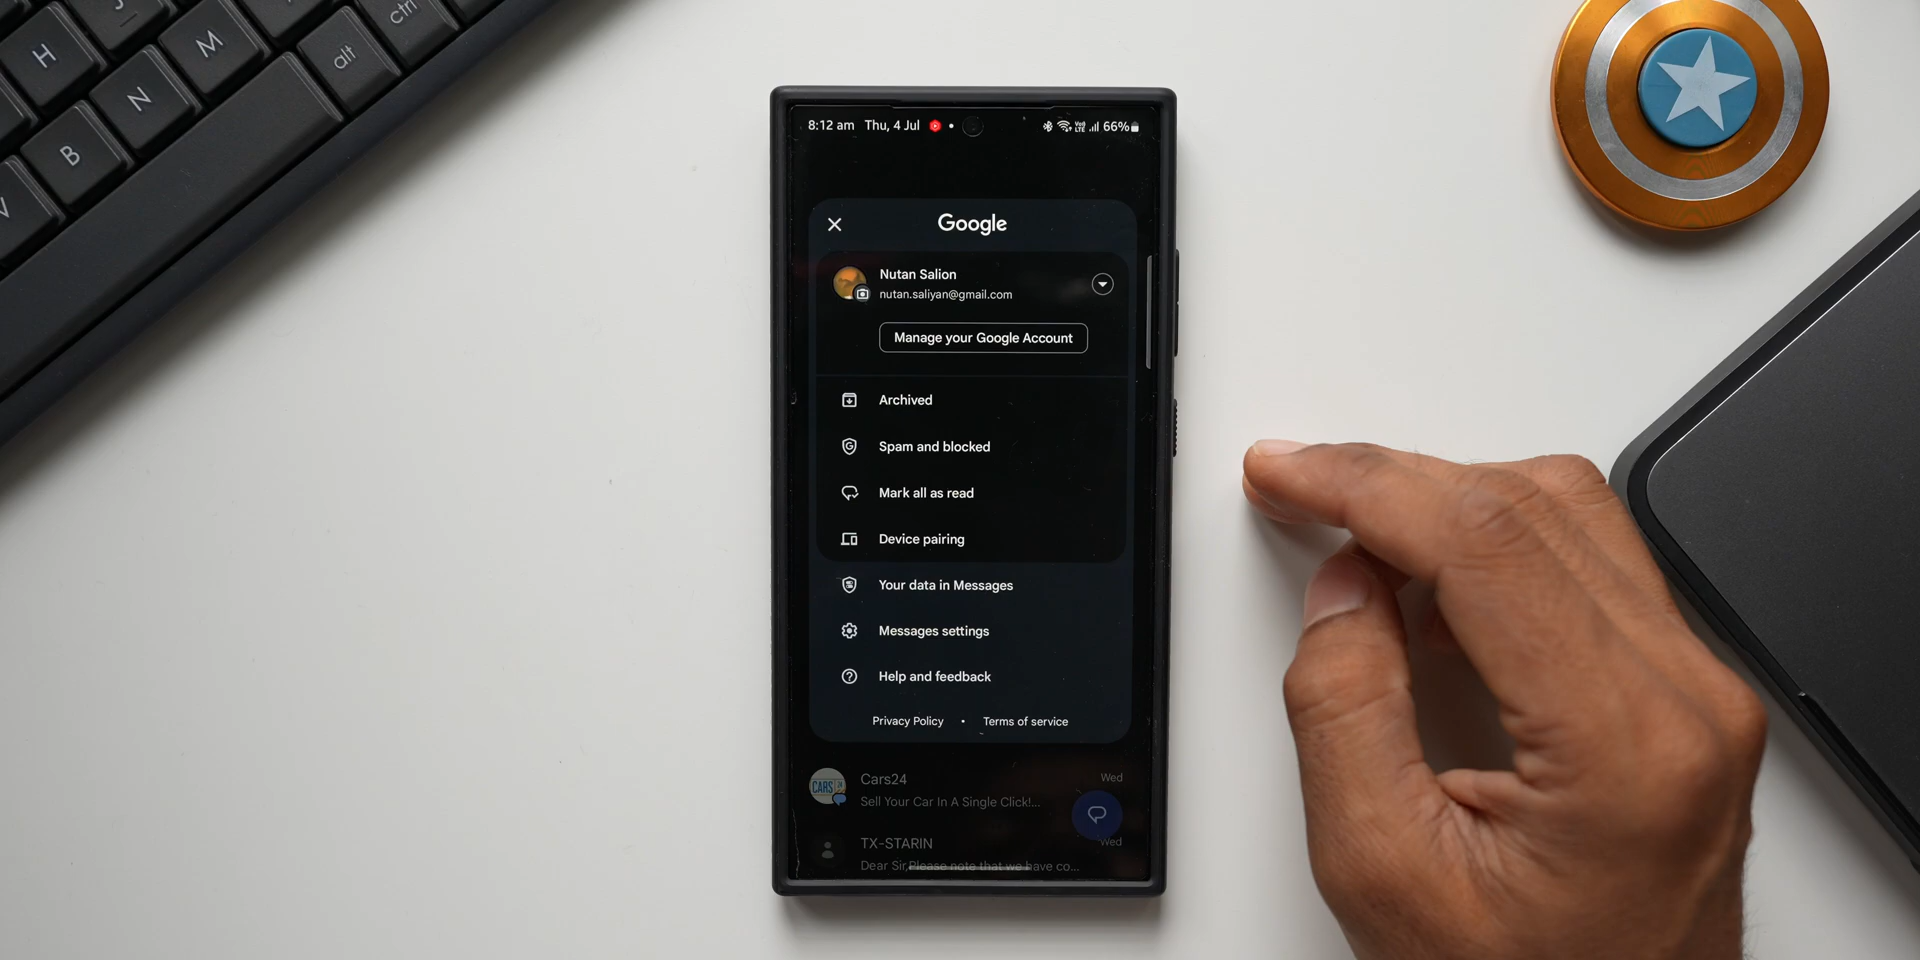 H
M
ctrl
alt
N
B
V
8:12 am Thu, 4 Jul
66%
Google
Nutan Salion
nutan.saliyan@gmail.com
Manage your Google Account
Archived
Spam and blocked
Mark all as read
Device pairing
Your data in Messages
Messages settings
Help and feedback
Privacy Policy • Terms of service
Cars24
Wed
CARS
Sell Your Car In A Single Click!...
TX-STARIN
Wed
Dear Sir,Please note that we have co...